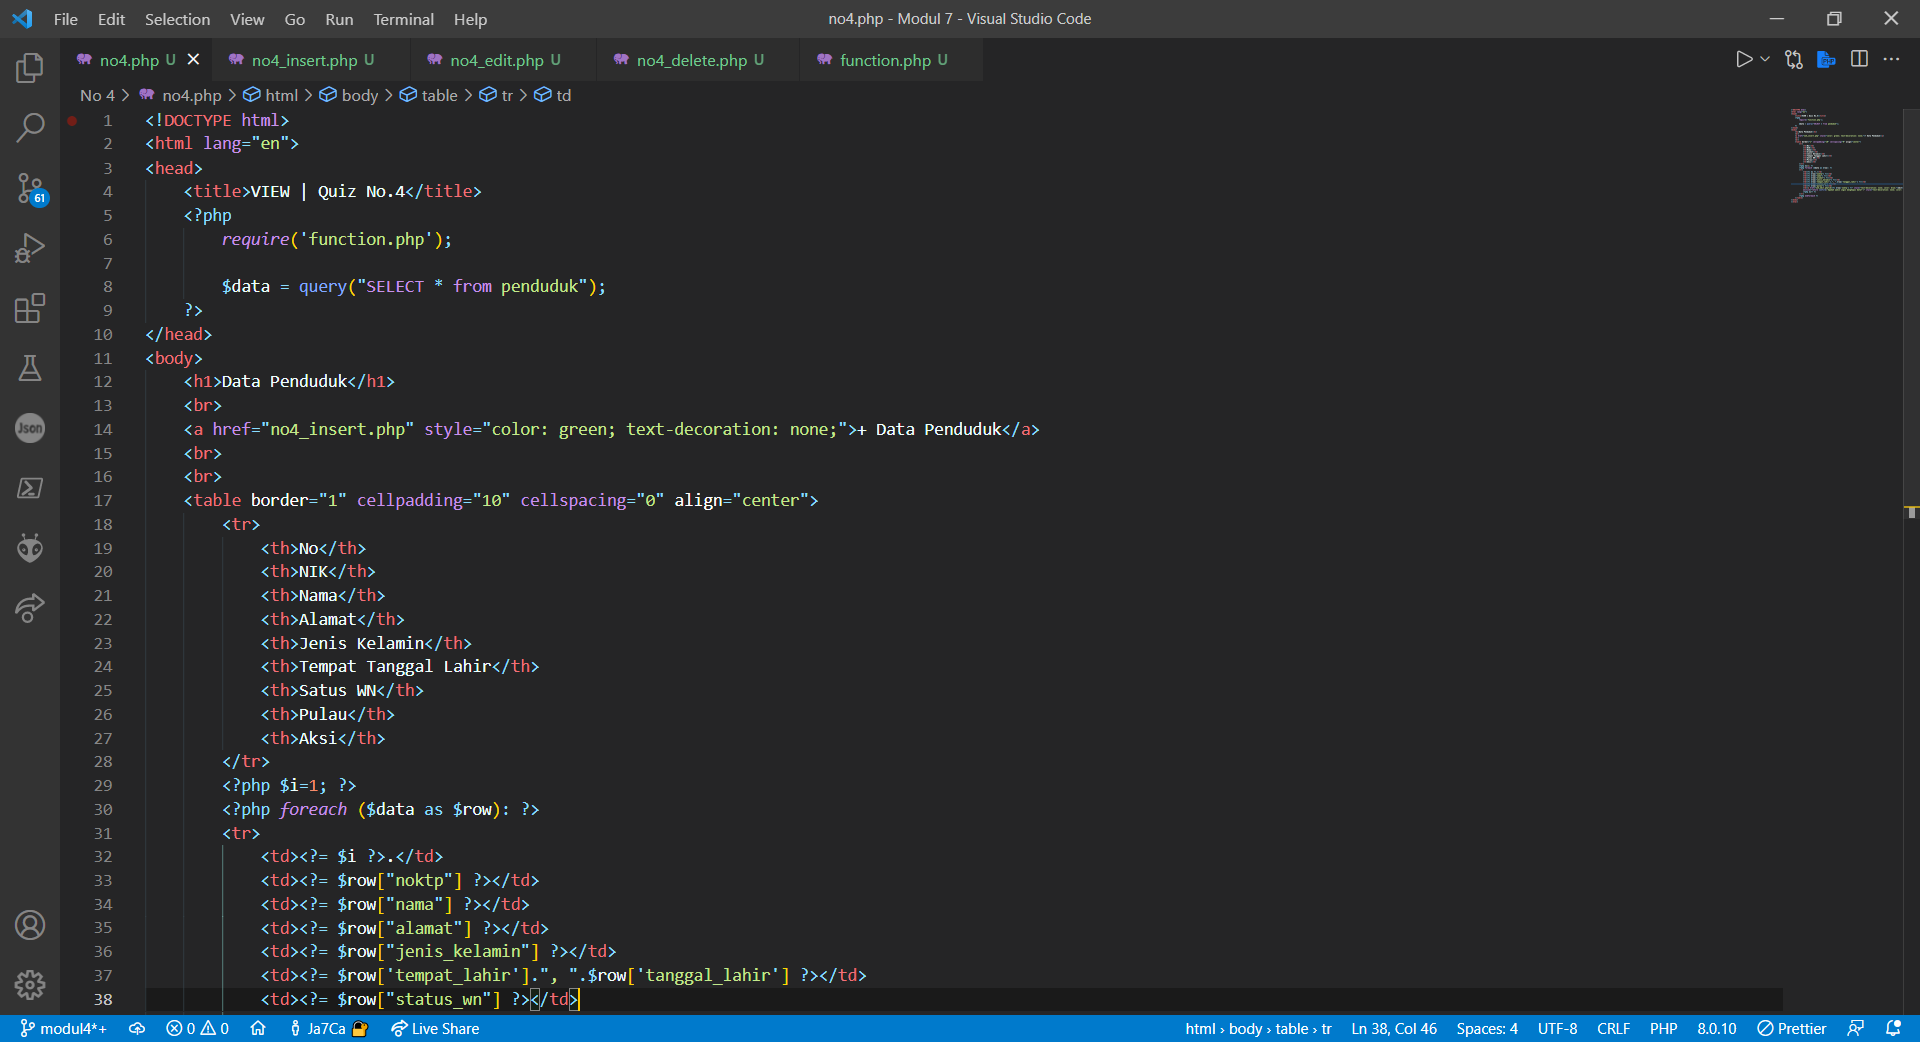 File Edit Selection View Go Run Terminal Help no4.php - Modul 7 - Visual Studio Code
no4.php U no4_insert.php U no4_edit.php U no4_delete.php U function.php U
No 4 > no4.php > html > body > table > tr > td
1 <!DOCTYPE html>
2 <html lang="en">
3 <head>
4     <title>VIEW | Quiz No.4</title>
5     <?php
6         require('function.php');
7
8         $data = query("SELECT * from penduduk");
9     ?>
10 </head>
11 <body>
12     <h1>Data Penduduk</h1>
13     <br>
14     <a href="no4_insert.php" style="color: green; text-decoration: none;">+ Data Penduduk</a>
15     <br>
16     <br>
17     <table border="1" cellpadding="10" cellspacing="0" align="center">
18         <tr>
19             <th>No</th>
20             <th>NIK</th>
21             <th>Nama</th>
22             <th>Alamat</th>
23             <th>Jenis Kelamin</th>
24             <th>Tempat Tanggal Lahir</th>
25             <th>Satus WN</th>
26             <th>Pulau</th>
27             <th>Aksi</th>
28         </tr>
29         <?php $i=1; ?>
30         <?php foreach ($data as $row): ?>
31         <tr>
32             <td><?= $i ?>.</td>
33             <td><?= $row["noktp"] ?></td>
34             <td><?= $row["nama"] ?></td>
35             <td><?= $row["alamat"] ?></td>
36             <td><?= $row["jenis_kelamin"] ?></td>
37             <td><?= $row['tempat_lahir'].", ".$row['tanggal_lahir'] ?></td>
38             <td><?= $row["status_wn"] ?></td>
61
Json
modul4*+ 0 0 Ja7Ca Live Share html > body > table > tr Ln 38, Col 46 Spaces: 4 UTF-8 CRLF PHP 8.0.10 Prettier